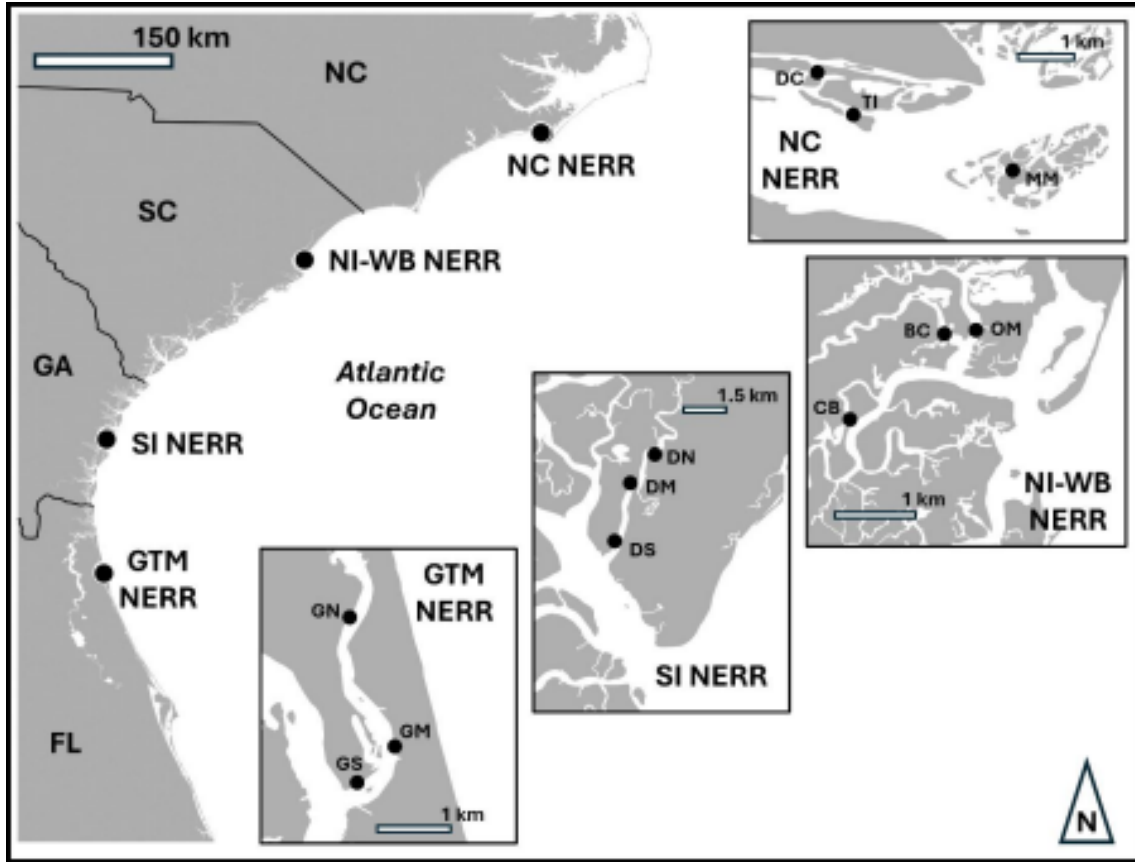 150 km
NC
NC NERR
SC
NI-WB NERR
GA
Atlantic
Ocean
SI NERR
GTM
NERR
FL
1 km
DC
TI
NC
NERR
MM
BC
OM
CB
NI-WB
NERR
1 km
1.5 km
DN
DM
DS
SI NERR
GTM
NERR
GN
GM
GS
1 km
N